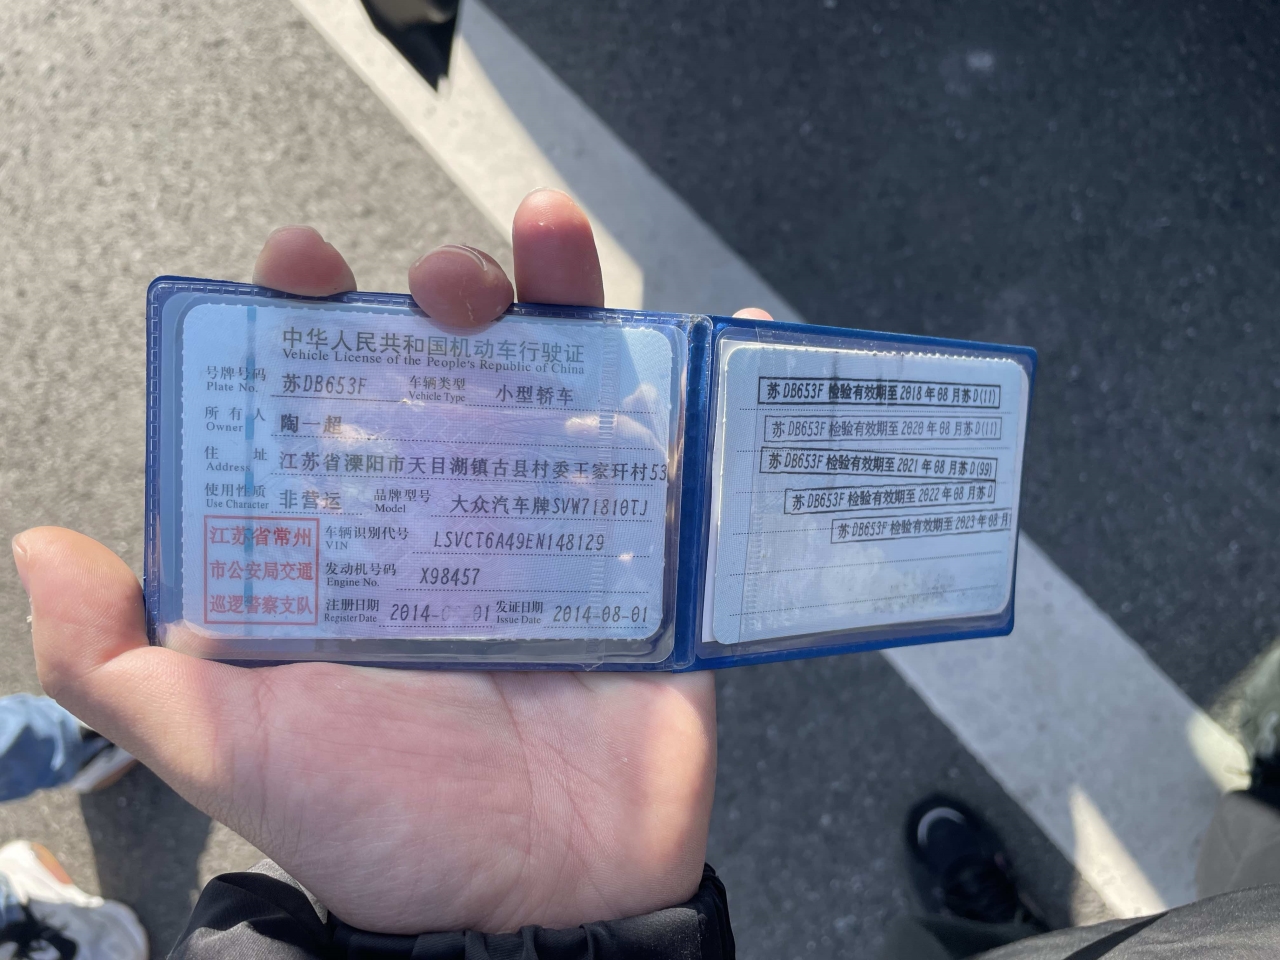 中华人民共和国机动车行驶证
Vehicle License of the People's Republic of China
号牌号码 苏DB653F 车辆类型 小型轿车
Plate No. Vehicle Type
所有人 陶一超
Owner
住址 江苏省溧阳市天目湖镇古县村委王家玕村53
Address
使用性质 非营运 品牌型号 大众汽车牌SVW71810TJ
Use Character Model
江苏省常州
市公安局交通
巡逻警察支队
车辆识别代号 LSVCT6A49EN148129
VIN
发动机号码 X98457
Engine No.
注册日期 2014- 01 发证日期 2014-08-01
Register Date Issue Date
苏DB653F 检验有效期至2018年08月苏D(11)
苏DB653F 检验有效期至2020年08月苏D(11)
苏DB653F 检验有效期至2021年08月苏D(99)
苏DB653F 检验有效期至2022年08月苏D
苏DB653F 检验有效期至2023年08月